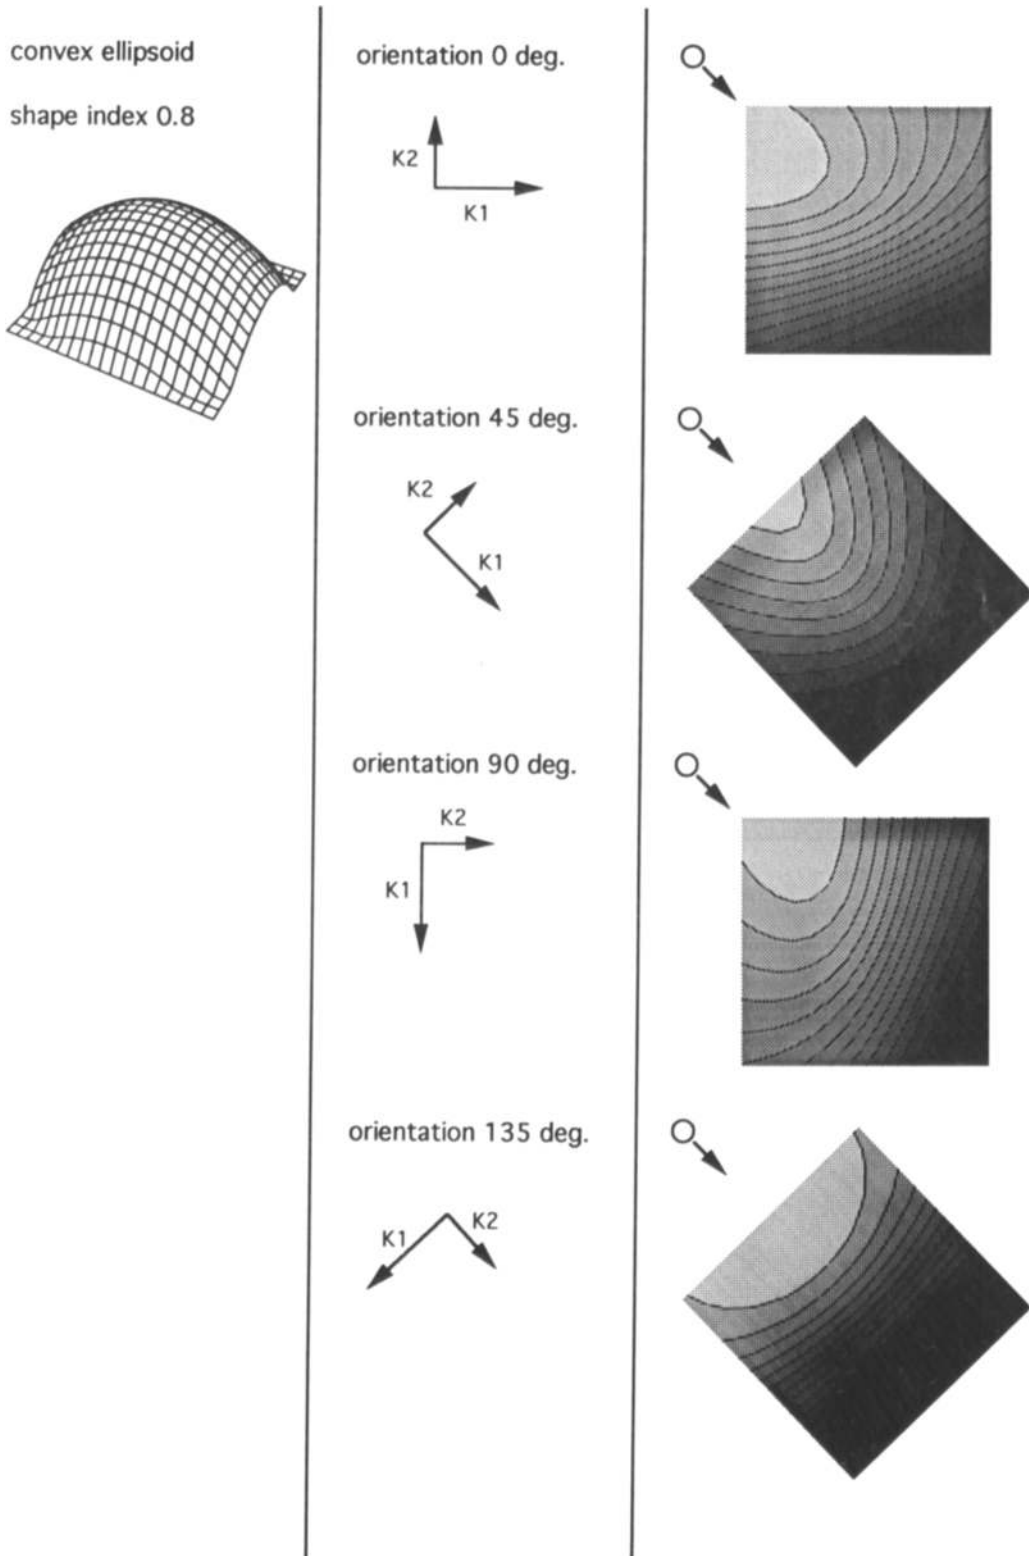 convex ellipsoid
shape index 0.8
orientation 0 deg.
K2
K1
orientation 45 deg.
K2
K1
orientation 90 deg.
K2
K1
orientation 135 deg.
K1
K2